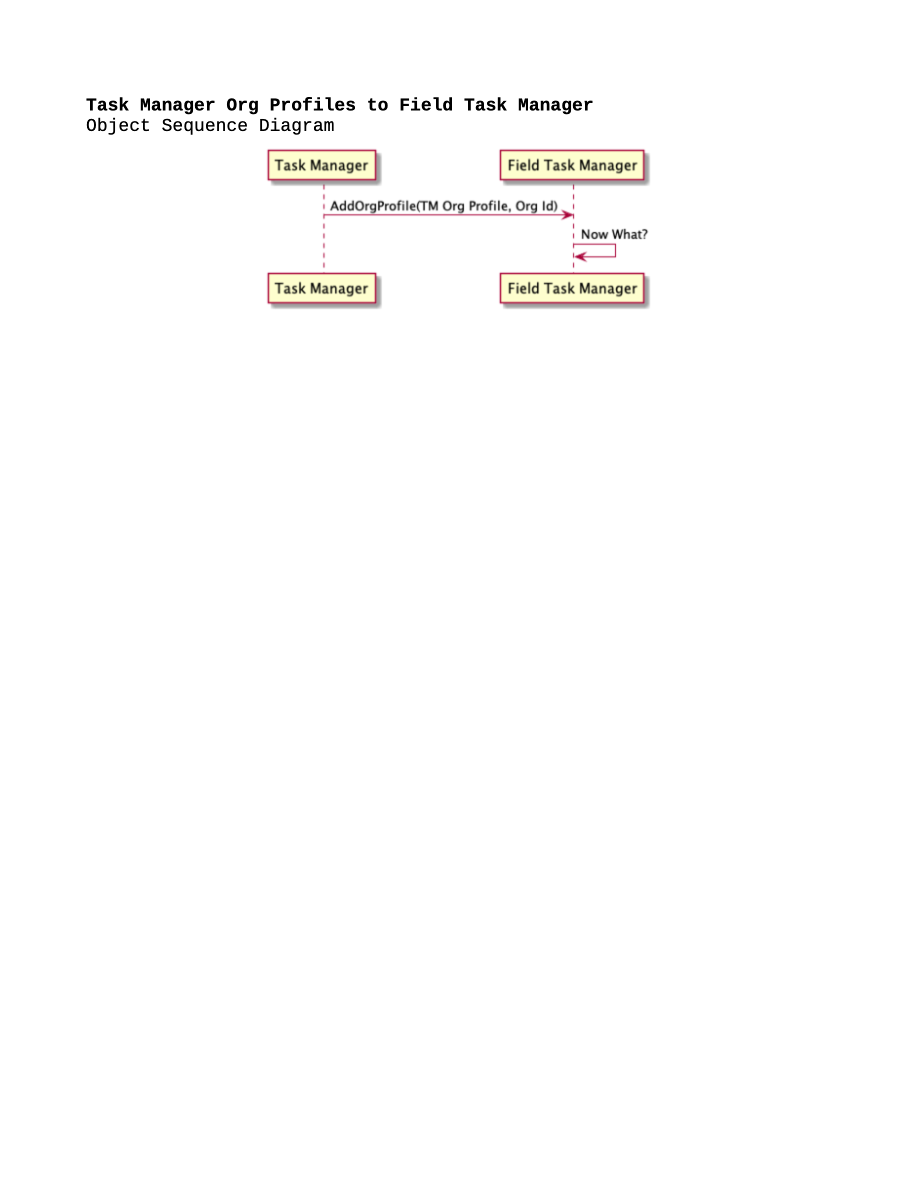 Task Manager Org Profiles to Field Task Manager
Object Sequence Diagram
Task Manager
Field Task Manager
AddOrgProfile(TM Org Profile, Org Id)
Now What?
Task Manager
Field Task Manager